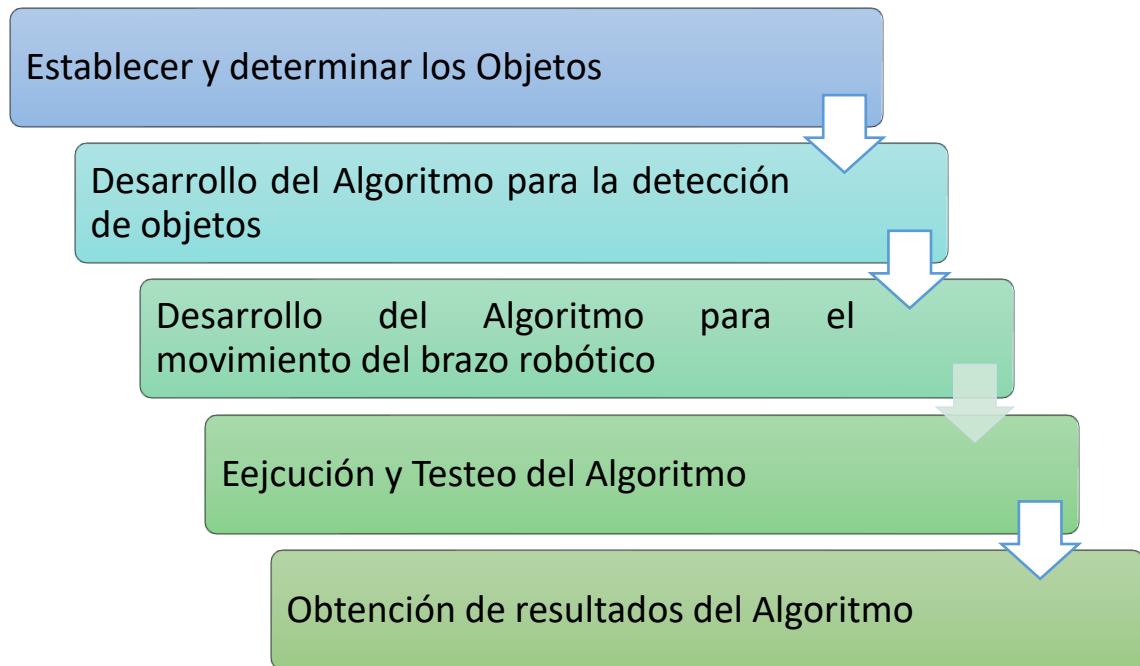 Establecer y determinar los Objetos
Desarrollo del Algoritmo para la detección
de objetos
Desarrollo del Algoritmo para el
movimiento del brazo robótico
Eejcución y Testeo del Algoritmo
Obtención de resultados del Algoritmo